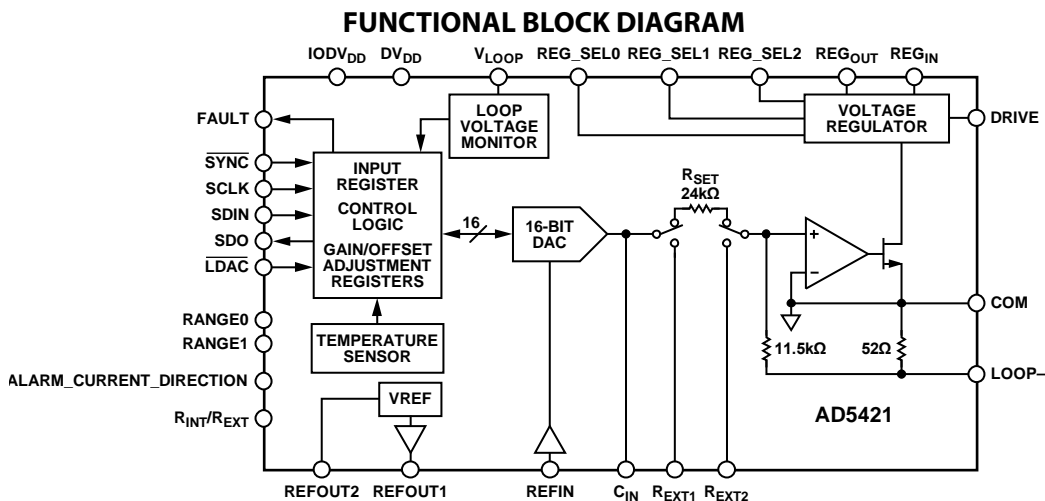 FUNCTIONAL BLOCK DIAGRAM
IODVDD
DVDD
VLOOP
REG_SEL0
REG_SEL1
REG_SEL2
REGOUT
REGIN
FAULT
SYNC
SCLK
SDIN
SDO
LDAC
RANGE0
RANGE1
ALARM_CURRENT_DIRECTION
RINT/REXT
LOOP
VOLTAGE
MONITOR
INPUT
REGISTER
CONTROL
LOGIC
GAIN/OFFSET
ADJUSTMENT
REGISTERS
TEMPERATURE
SENSOR
VREF
16
16-BIT
DAC
RSET
24kΩ
VOLTAGE
REGULATOR
DRIVE
+
–
COM
11.5kΩ
52Ω
LOOP–
AD5421
REFOUT2
REFOUT1
REFIN
CIN
REXT1
REXT2